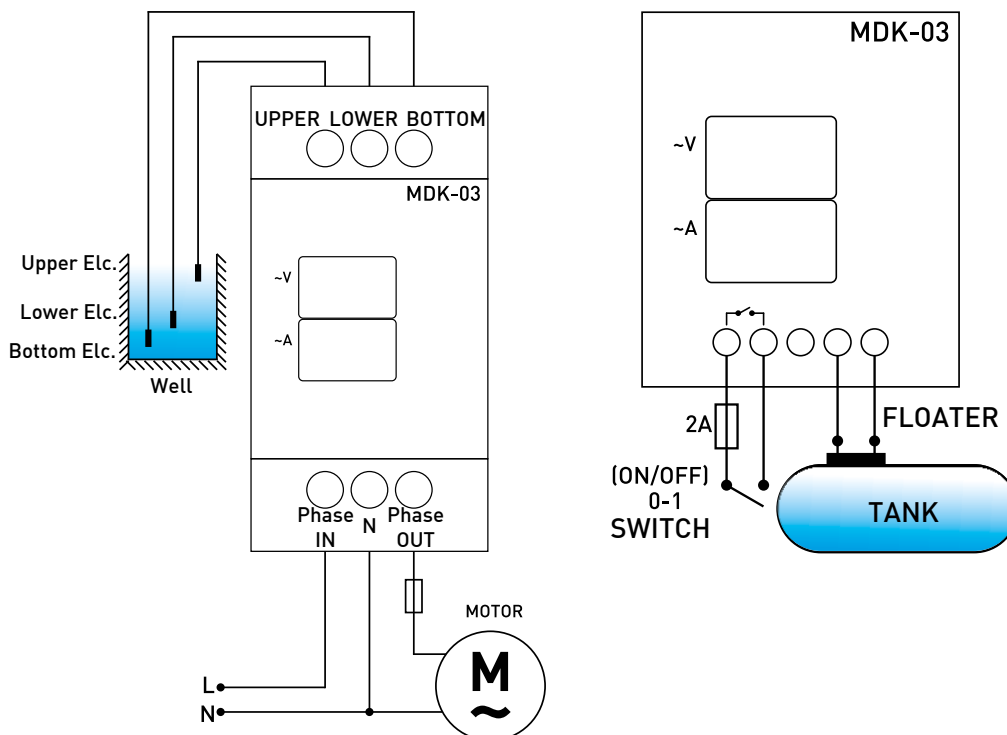 UPPER LOWER BOTTOM
MDK-03
~V
~A
Upper Elc.
Lower Elc.
Bottom Elc.
Well
Phase IN
N
Phase OUT
MOTOR
M
~
L
N
MDK-03
~V
~A
2A
FLOATER
(ON/OFF)
0-1
SWITCH
TANK